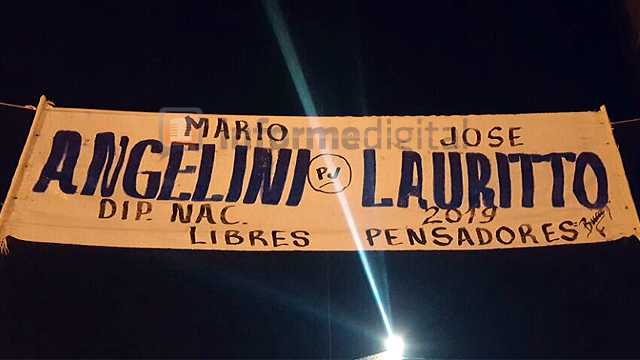 MARIO JOSE
ANGELINI PJ LAURITTO
DIP. NAC. 2019
LIBRES PENSADORES
informedigital